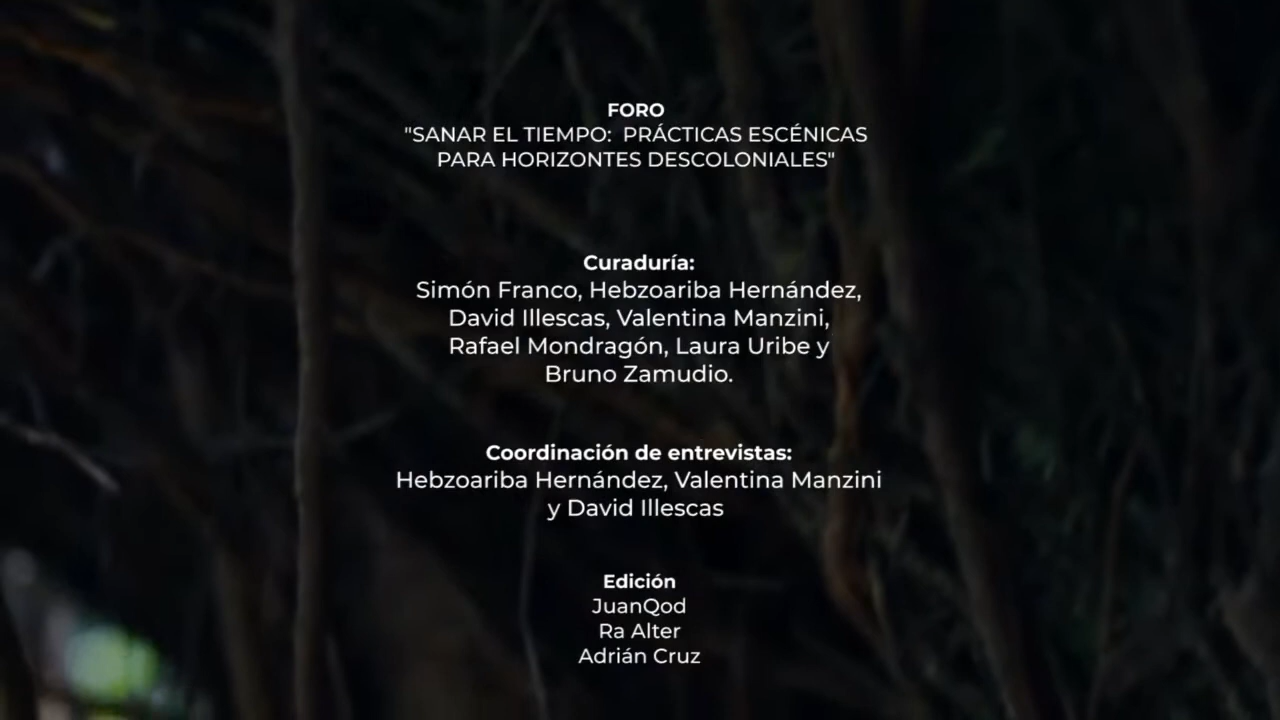 FORO
"SANAR EL TIEMPO:  PRÁCTICAS ESCÉNICAS
PARA HORIZONTES DESCOLONIALES"
Curaduría:
Simón Franco, Hebzoariba Hernández,
David Illescas, Valentina Manzini,
Rafael Mondragón, Laura Uribe y
Bruno Zamudio.
Coordinación de entrevistas:
Hebzoariba Hernández, Valentina Manzini
y David Illescas
Edición
JuanQod
Ra Alter
Adrián Cruz